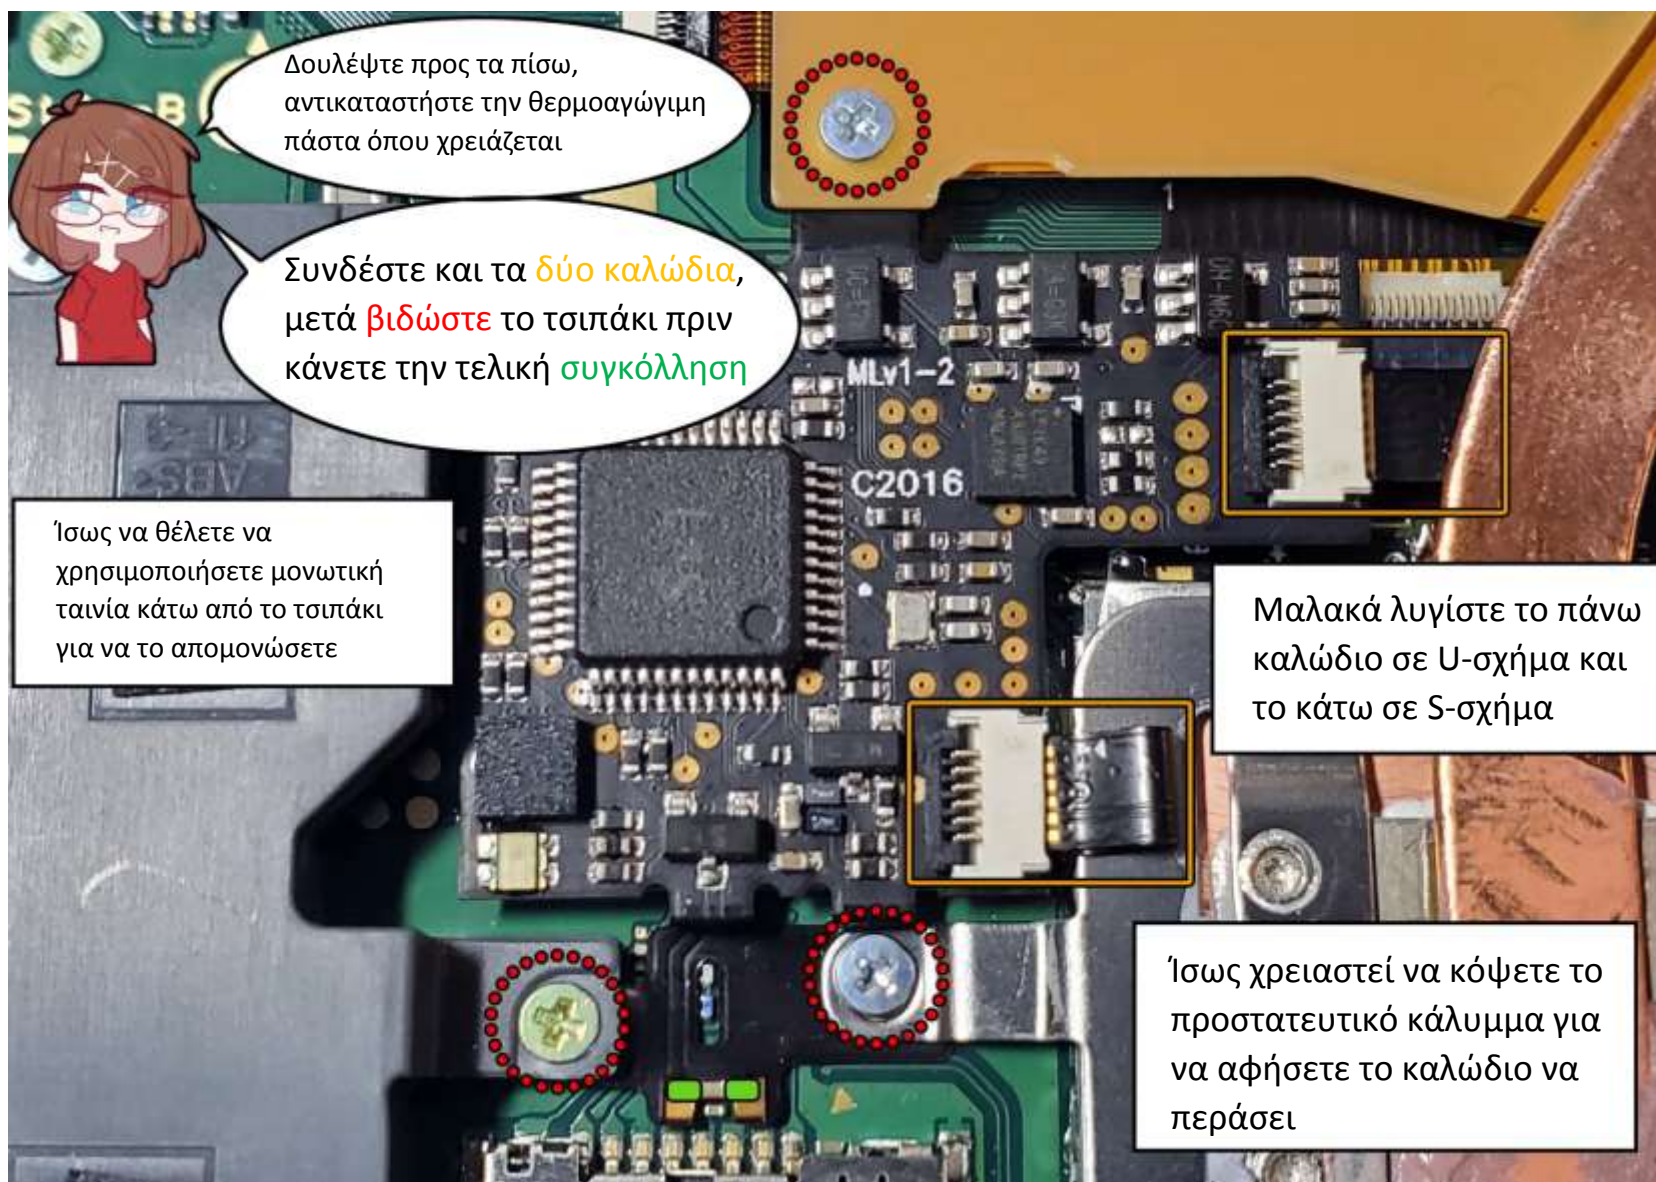 Δουλέψτε προς τα πίσω,
αντικαταστήστε την θερμοαγώγιμη
πάστα όπου χρειάζεται
Συνδέστε και τα δύο καλώδια,
μετά βιδώστε το τσιπάκι πριν
κάνετε την τελική συγκόλληση
1
MLv1-2
C2016
Ίσως να θέλετε να
χρησιμοποιήσετε μονωτική
ταινία κάτω από το τσιπάκι
για να το απομονώσετε
Μαλακά λυγίστε το πάνω
καλώδιο σε U-σχήμα και
το κάτω σε S-σχήμα
Ίσως χρειαστεί να κόψετε το
προστατευτικό κάλυμμα για
να αφήσετε το καλώδιο να
περάσει